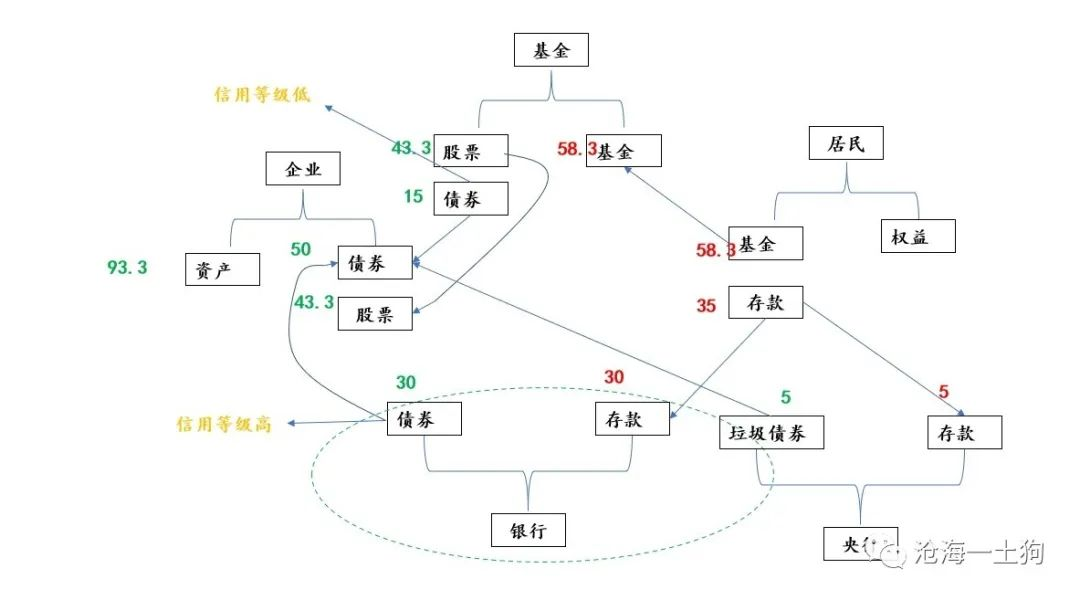 基金
信用等级低
43.3
股票
58.3
基金
居民
企业
15
债券
基金
58.3
权益
93.3
资产
50
债券
43.3
股票
35
存款
30
债券
30
存款
5
垃圾债券
5
存款
信用等级高
银行
央行
沧海一土狗